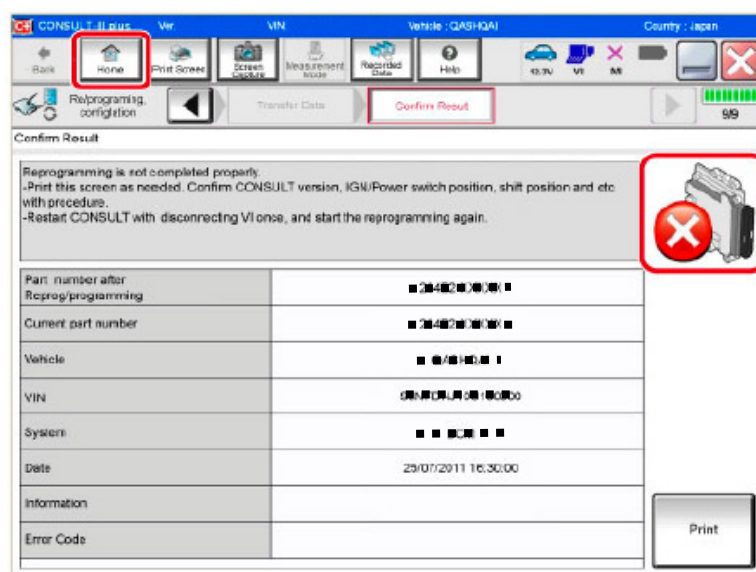 CONSULT-III plus Ver. VIN: Vehicle : QASHQAI Country : Japan
Back Home Print Screen Screen Capture Measurement Mode Recorded Data Help 12.3V VI MI
Re/programing, configlation Transfer Data Confirm Result 9/9
Confirm Result
Reprogramming is not completed properly.
-Print this screen as needed. Confirm CONSULT version, IGN/Power switch position, shift position and etc
with procedure.
-Restart CONSULT with disconnecting VI once, and start the reprogramming again.
Part number after
Reprog/programming
Current part number
Vehicle
VIN
System
Date 25/07/2011 16:30:00
Information
Error Code
Print